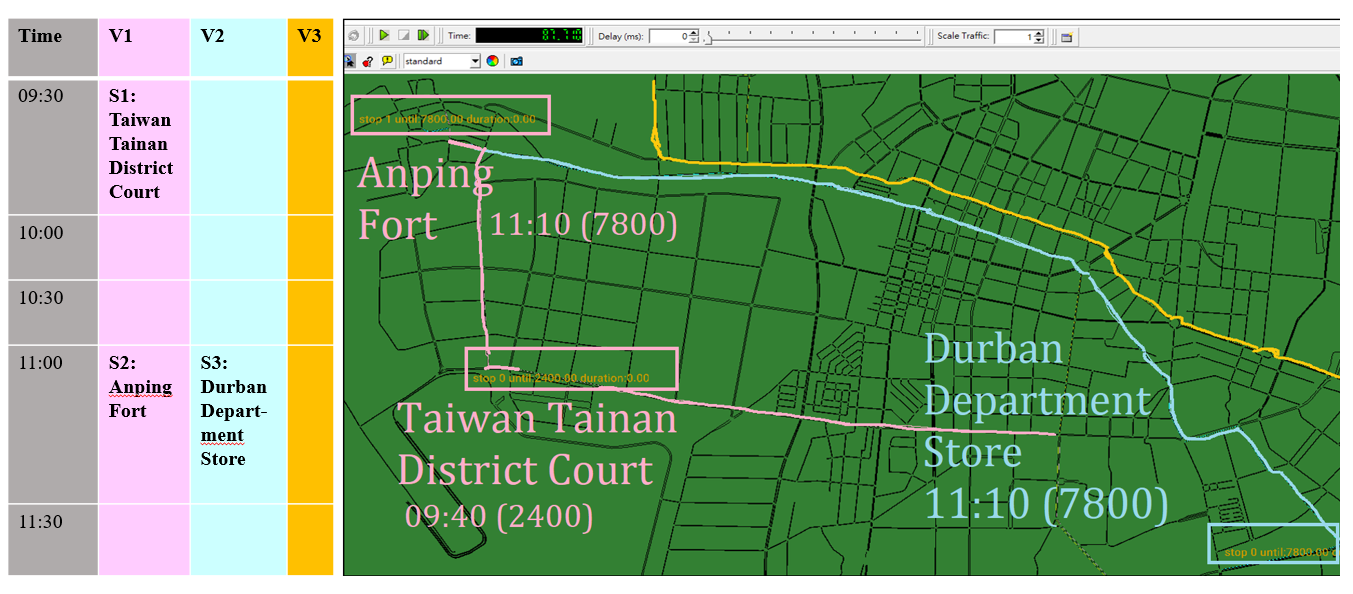 Time V1 V2 V3
09:30 S1:
Taiwan
Tainan
District
Court
10:00
10:30
11:00 S2:
Anping
Fort
S3:
Durban
Depart-
ment
Store
11:30
Time: 87.710 Delay (ms): 0 Scale Traffic: 1
standard
stop 1 until:7800.00 duration:0.00
Anping
Fort 11:10 (7800)
stop 0 until:2400.00 duration:0.00
Taiwan Tainan
District Court
09:40 (2400)
Durban
Department
Store
11:10 (7800)
stop 0 until:7800.00 d